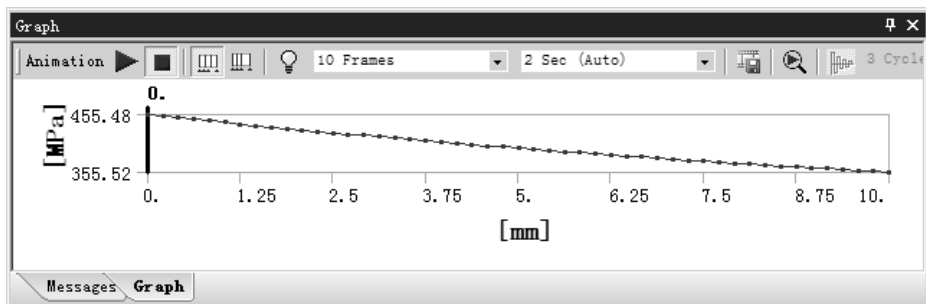 Graph
Animation 10 Frames 2 Sec (Auto) 3 Cycle
0.
455.48
[MPa]
355.52
0. 1.25 2.5 3.75 5. 6.25 7.5 8.75 10.
[mm]
Messages Graph